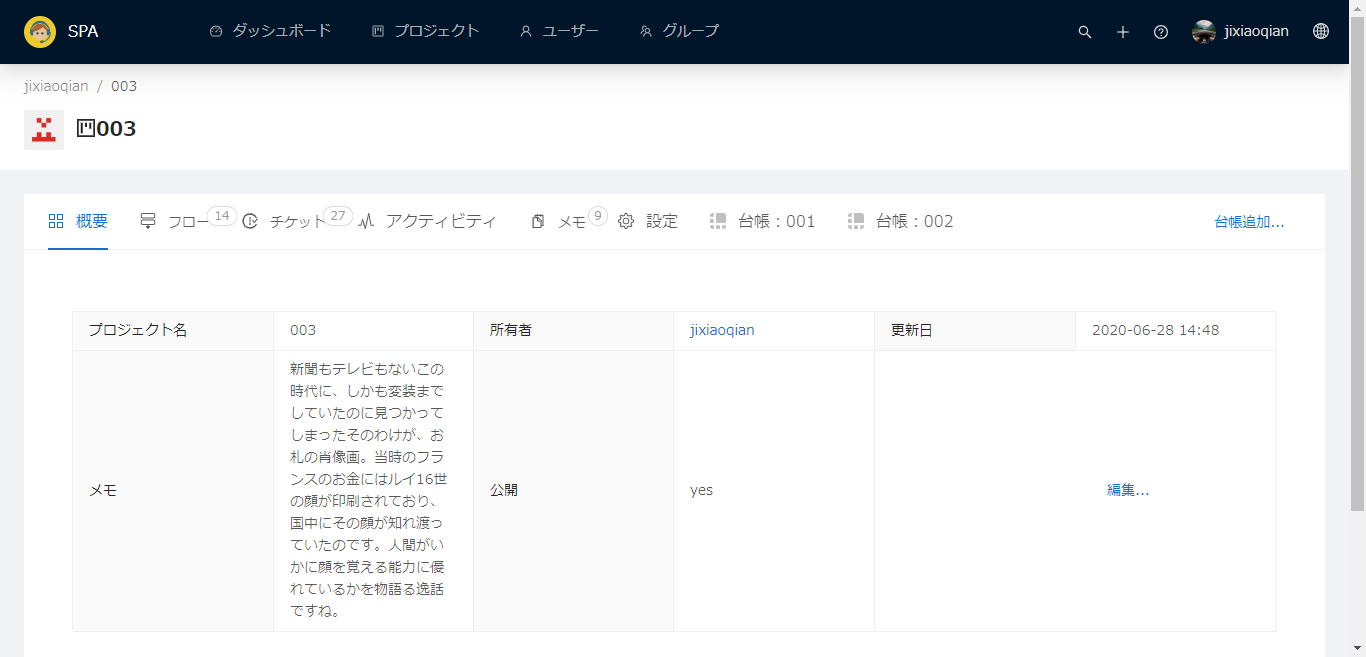 SPA ダッシュボード プロジェクト ユーザー グループ jixiaoqian
jixiaoqian / 003
003
概要 フロー 14 チケット 27 アクティビティ メモ 9 設定 台帳：001 台帳：002 台帳追加...
プロジェクト名 003 所有者 jixiaoqian 更新日 2020-06-28 14:48
新聞もテレビもないこの
時代に、しかも変装まで
していたのに見つかって
しまったそのわけが、お
札の肖像画。当時のフラ
ンスのお金にはルイ16世
メモ
の顔が印刷されており、
公開 yes 編集...
国中にその顔が知れ渡っ
ていたのです。人間がい
かに顔を覚える能力に優
れているかを物語る逸話
ですね。